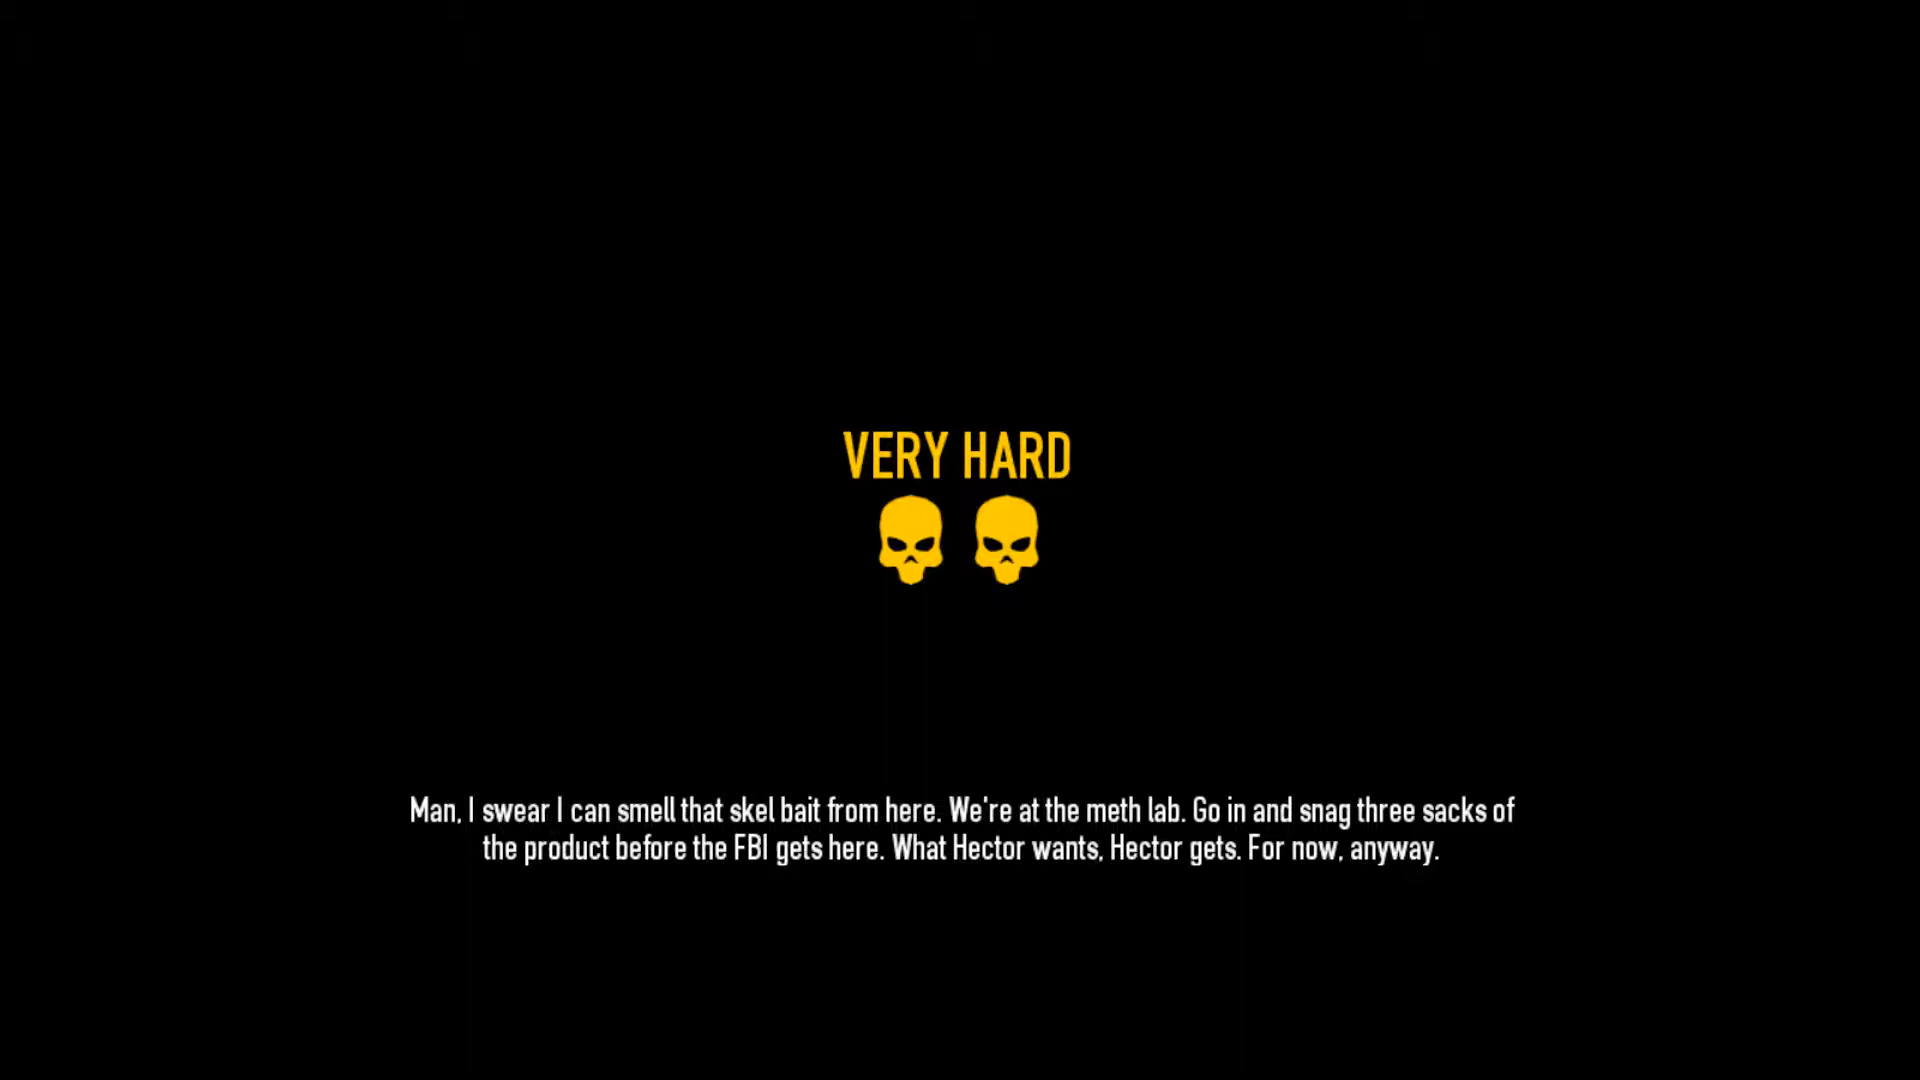 VERY HARD
Man, I swear I can smell that skel bait from here. We're at the meth lab. Go in and snag three sacks of
the product before the FBI gets here. What Hector wants, Hector gets. For now, anyway.